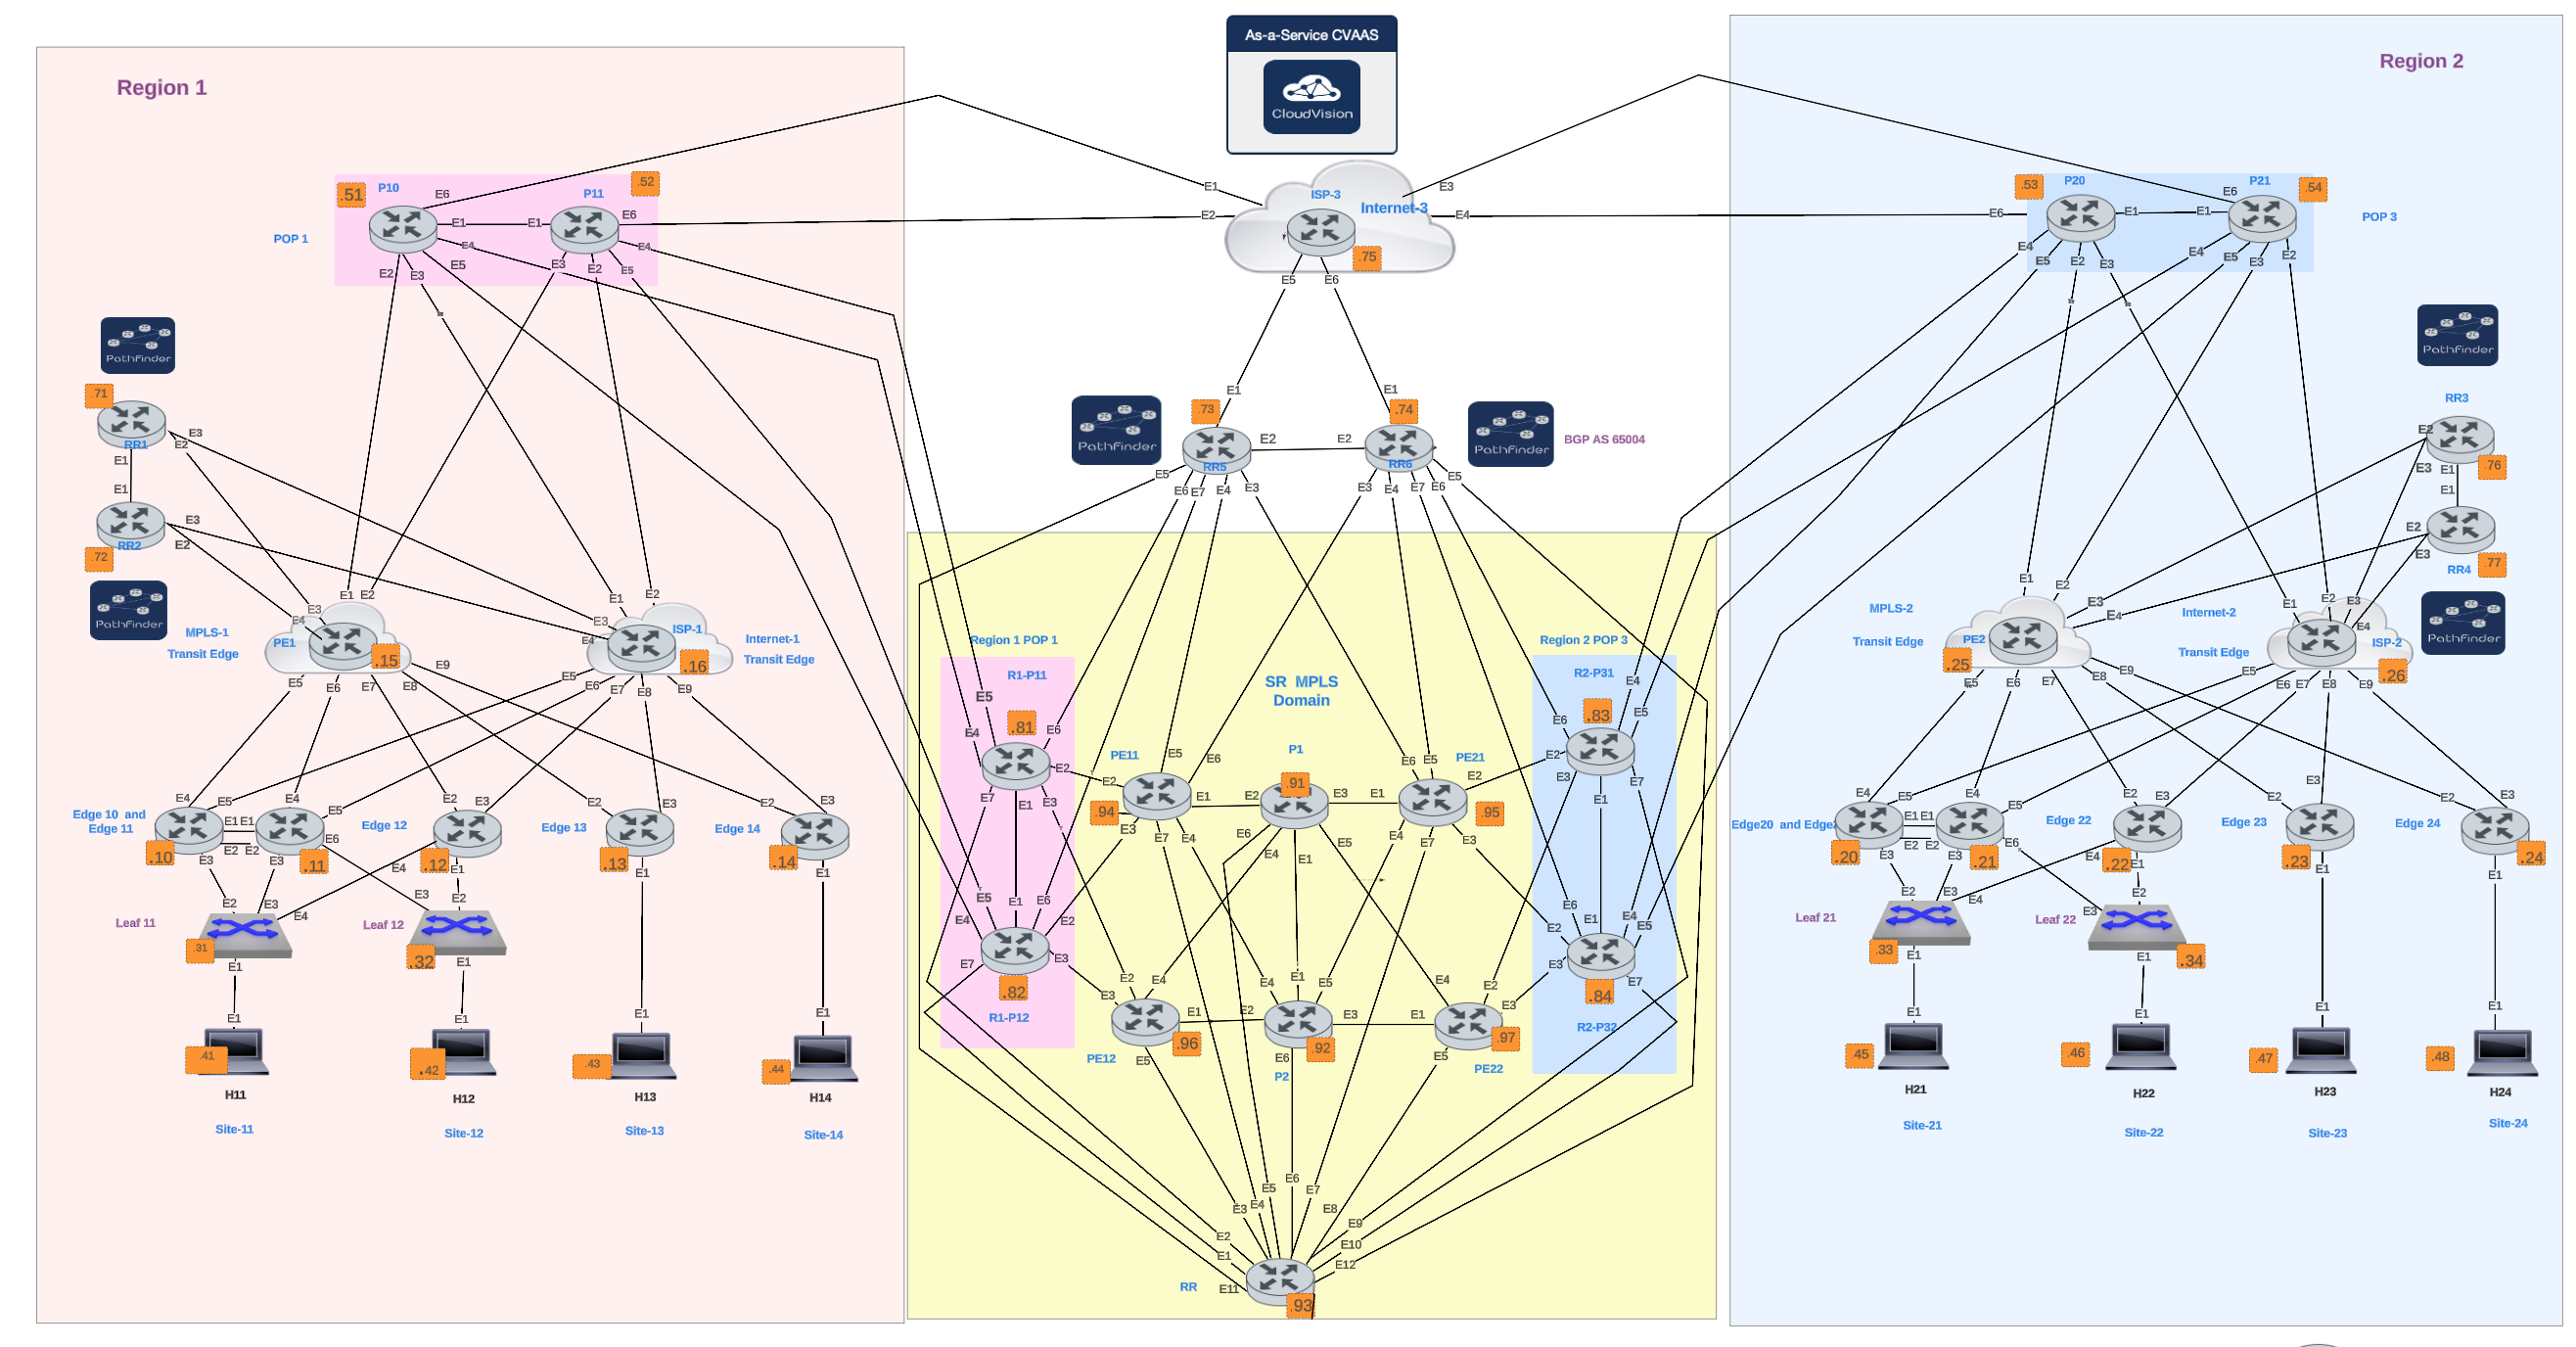 As-a-Service CVAAS
CloudVision
Region 1
Region 2
P10
P11
.51
.52
POP 1
E6
E1
E1
E6
E4
E4
E5
E2
E3
E3
E2
E5
ISP-3
Internet-3
.75
E1
E2
E3
E4
E5
E6
P20
P21
.53
.54
POP 3
E6
E6
E1
E1
E4
E5
E2
E3
E4
E5
E3
E2
Pathfinder
.71
RR1
E3
E2
E1
E1
E3
E2
RR2
.72
Pathfinder
Pathfinder
.73
E1
RR5
E2
E5
E6
E7
E4
E3
.74
E1
RR6
E2
E3
E4
E7
E6
E5
Pathfinder
BGP AS 65004
Pathfinder
RR3
E2
E3
E1
.76
E1
E2
E3
RR4
.77
Pathfinder
MPLS-1
Transit Edge
PE1
.15
E1
E2
E3
E4
E5
E6
E7
E8
E9
ISP-1
.16
Internet-1
Transit Edge
E1
E2
E3
E4
E5
E6
E7
E8
E9
MPLS-2
Transit Edge
PE2
.25
E1
E2
E3
E4
E5
E6
E7
E8
E9
Internet-2
Transit Edge
ISP-2
.26
E1
E2
E3
E4
E5
E6
E7
E8
E9
Region 1 POP 1
R1-P11
.81
E5
E4
E6
E2
E7
E1
E3
E5
E4
E1
E6
E2
E7
E3
.82
R1-P12
SR MPLS
Domain
Region 2 POP 3
R2-P31
.83
E4
E5
E6
E2
E3
E1
E7
E6
E1
E4
E5
E2
E3
E7
.84
R2-P32
PE11
.94
E5
E6
E2
E1
E3
E7
E4
P1
.91
E2
E3
E6
E4
E1
E5
PE21
.95
E6
E5
E1
E2
E4
E7
E3
PE12
.96
E2
E4
E3
E1
E5
P2
.92
E4
E1
E5
E2
E3
E6
PE22
.97
E4
E2
E3
E1
E5
RR
.93
E2
E1
E11
E3
E4
E5
E6
E7
E8
E9
E10
E12
Edge 10 and
Edge 11
.10
E4
E5
E1
E1
E2
E2
E3
.11
E4
E5
E6
E3
Edge 12
.12
E2
E3
E4
E1
Edge 13
.13
E2
E3
E1
Edge 14
.14
E2
E3
E1
Leaf 11
.31
E2
E3
E4
E1
Leaf 12
.32
E3
E2
E1
E1
E1
E1
E1
.41
.42
.43
.44
H11
H12
H13
H14
Site-11
Site-12
Site-13
Site-14
Edge20 and Edge
.20
E4
E5
E1
E1
E2
E2
E3
.21
E4
E5
E6
E3
Edge 22
.22
E2
E3
E4
E1
Edge 23
.23
E2
E3
E1
Edge 24
.24
E2
E3
E1
Leaf 21
.33
E2
E3
E4
E1
Leaf 22
.34
E3
E2
E1
E1
E1
E1
E1
.45
.46
.47
.48
H21
H22
H23
H24
Site-21
Site-22
Site-23
Site-24